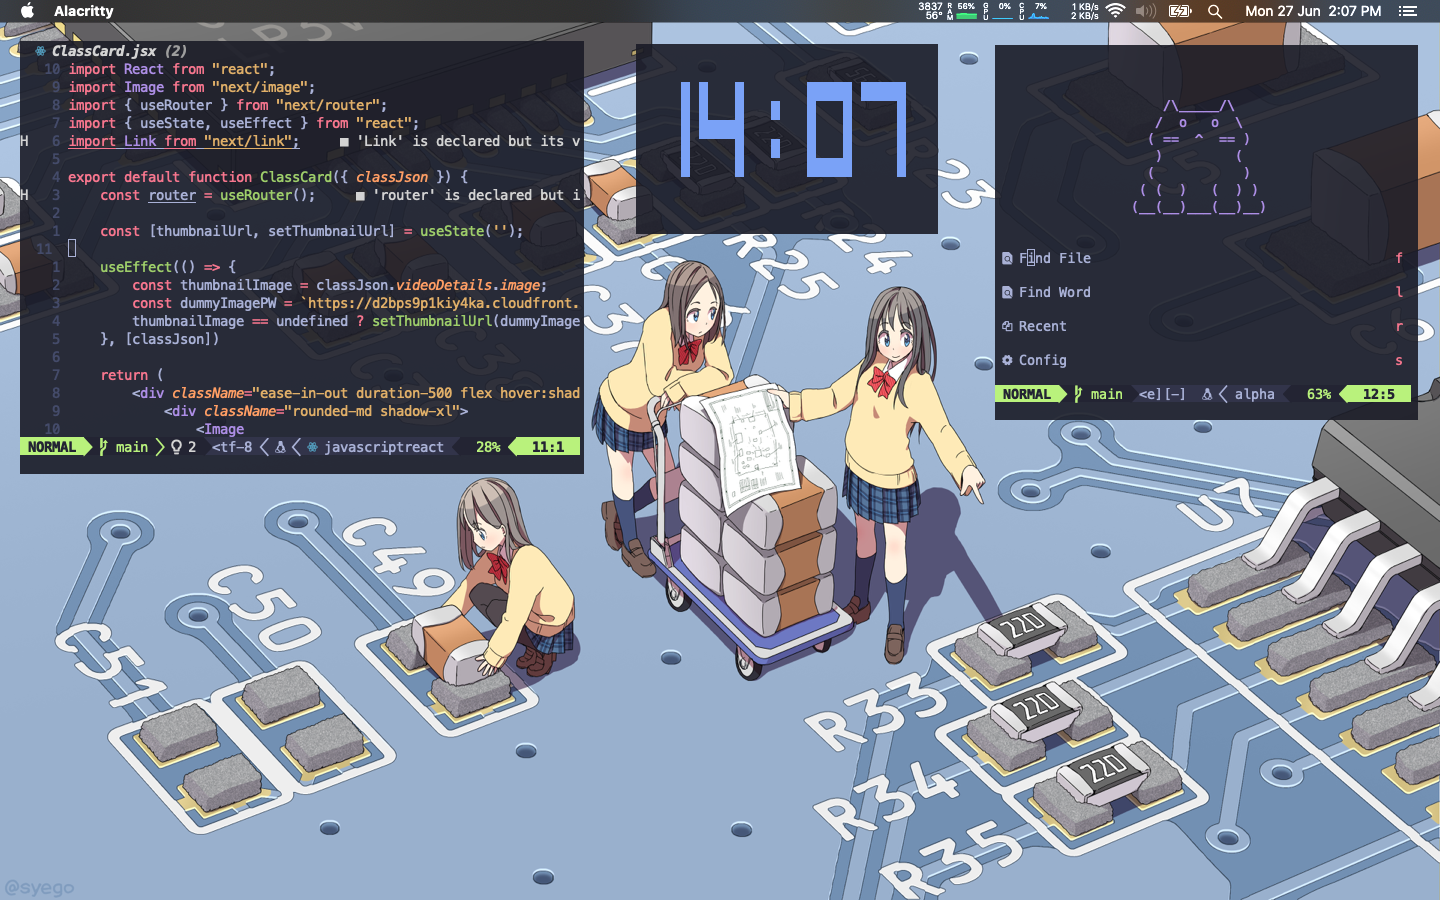 Alacritty
3837
56°
RAM 56%
GPU 0%
CPU 7%
1 KB/s
2 KB/s
Mon 27 Jun 2:07 PM
ClassCard.jsx (2)
10 import React from "react";
9 import Image from "next/image";
8 import { useRouter } from "next/router";
7 import { useState, useEffect } from "react";
H 6 import Link from "next/link"; ■ 'Link' is declared but its v
5
4 export default function ClassCard({ classJson }) {
H 3 const router = useRouter(); ■ 'router' is declared but i
2
1 const [thumbnailUrl, setThumbnailUrl] = useState('');
11
1 useEffect(() => {
2 const thumbnailImage = classJson.videoDetails.image;
3 const dummyImagePW = `https://d2bps9p1kiy4ka.cloudfront.
4 thumbnailImage == undefined ? setThumbnailUrl(dummyImage
5 }, [classJson])
6
7 return (
8 <div className="ease-in-out duration-500 flex hover:shad
9 <div className="rounded-md shadow-xl">
10 <Image
NORMAL main 2 <tf-8 javascriptreact 28% 11:1
14:07
/\_____/\
/  o   o  \
( ==  ^  == )
)         (
(           )
( (  )   (  ) )
(__(__)___(__)__)
Find File f
Find Word l
Recent r
Config s
NORMAL main <e][-] alpha 63% 12:5
23
R25
24
C37
U7
C49
C50
C51
220
R33
220
R34
220
R35
@syego